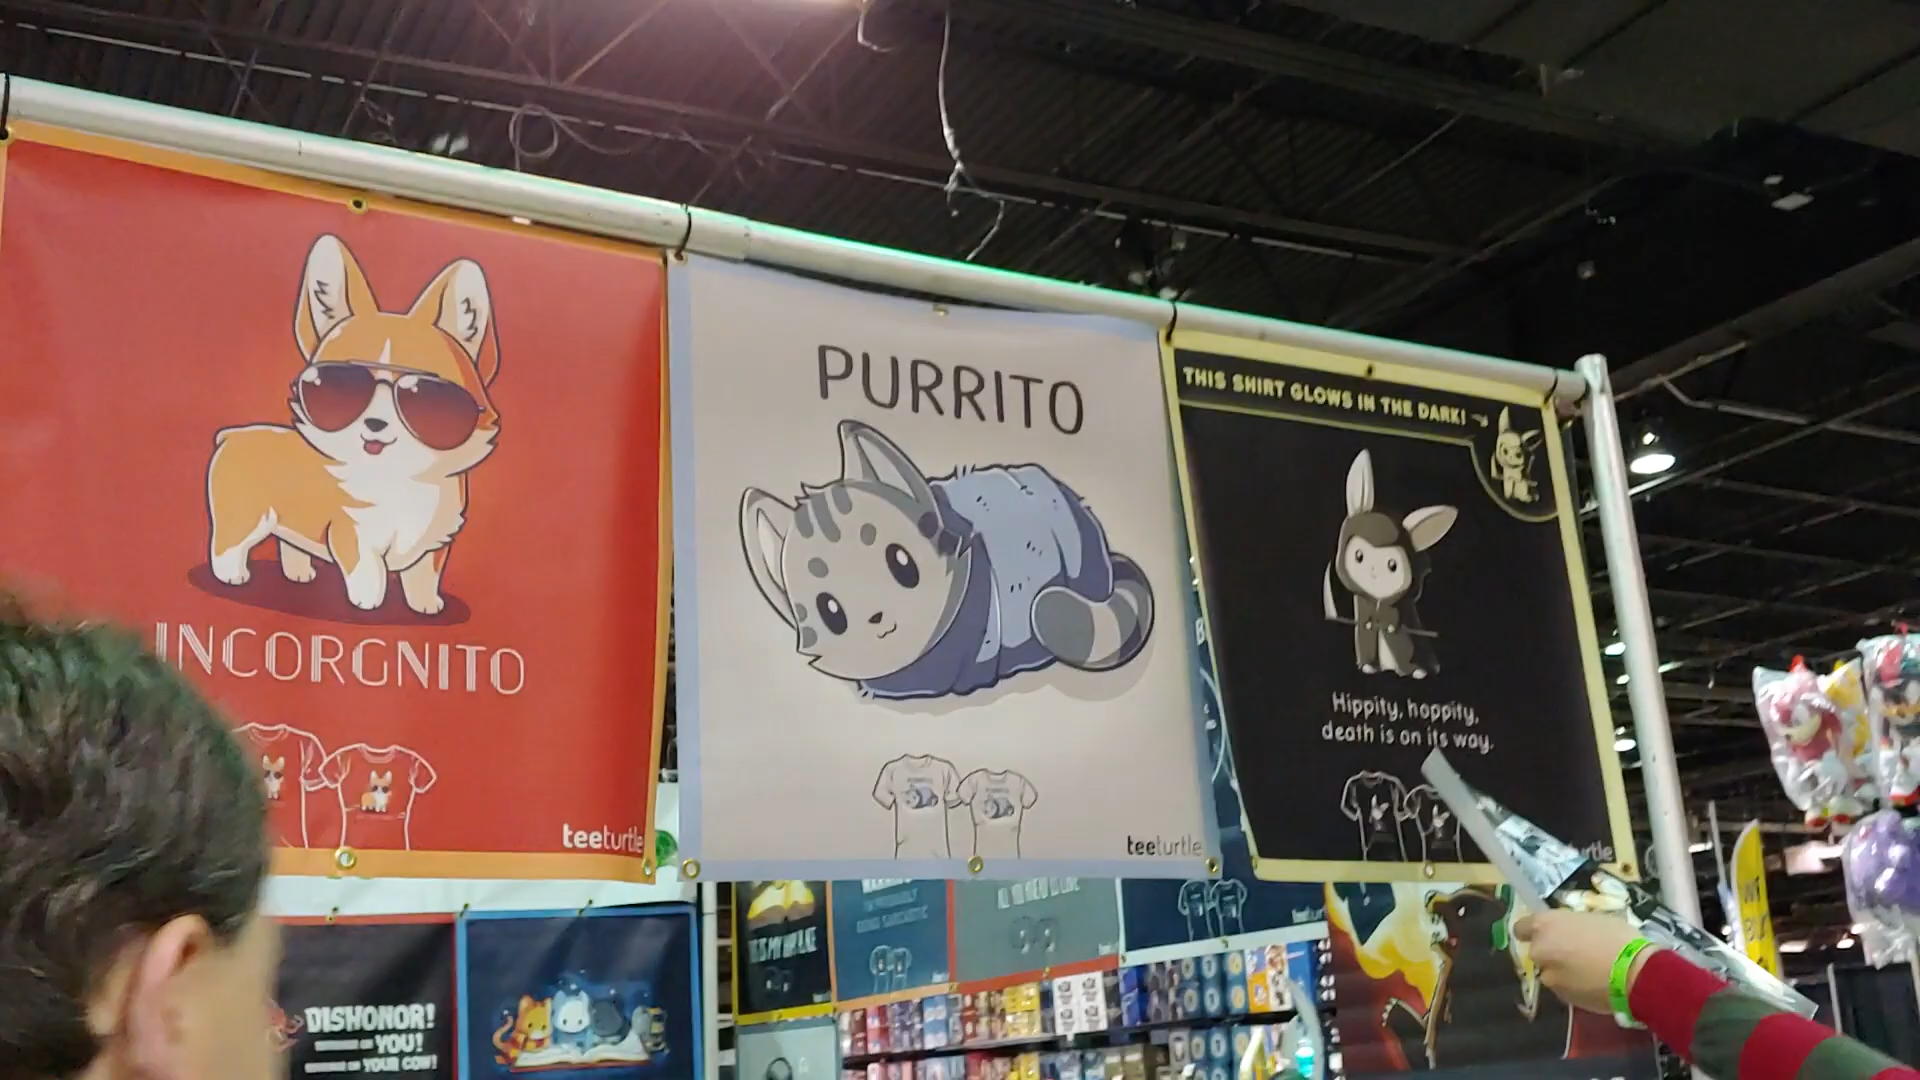 INCORGNITO
teeturtle
PURRITO
teeturtle
THIS SHIRT GLOWS IN THE DARK!
Hippity, hoppity,
death is on its way.
DISHONOR!
YOU!
YOUR COW!